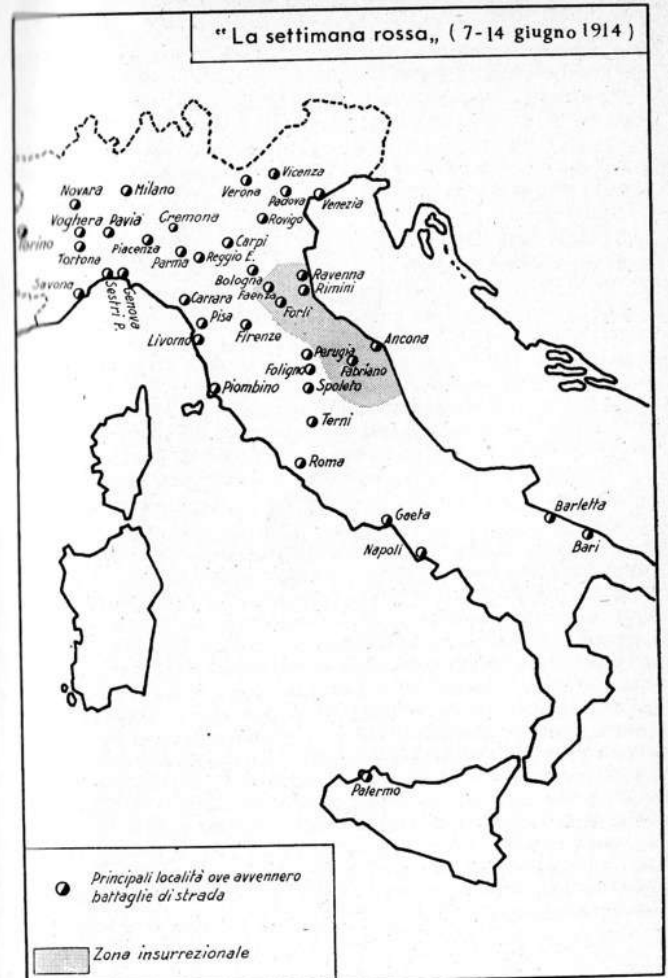 “La settimana rossa„ (7-14 giugno 1914)
Vicenza
Verona
Padova
Venezia
Novara
Milano
Rovigo
Voghera
Pavia
Cremona
Torino
Piacenza
Carpi
Tortona
Parma
Reggio E.
Bologna
Ravenna
Savona
Sestri P.
Genova
Faenza
Rimini
Carrara
Forlì
Pisa
Livorno
Firenze
Ancona
Perugia
Fabriano
Foligno
Piombino
Spoleto
Terni
Roma
Gaeta
Barletta
Napoli
Bari
Palermo
Principali località ove avvennero
battaglie di strada
Zona insurrezionale